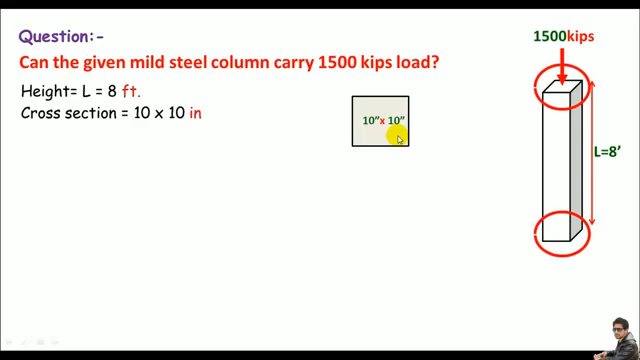 Question:-
1500kips
Can the given mild steel column carry 1500 kips load?
Height= L = 8 ft.
Cross section = 10 x 10 in
10”x 10”
L=8’